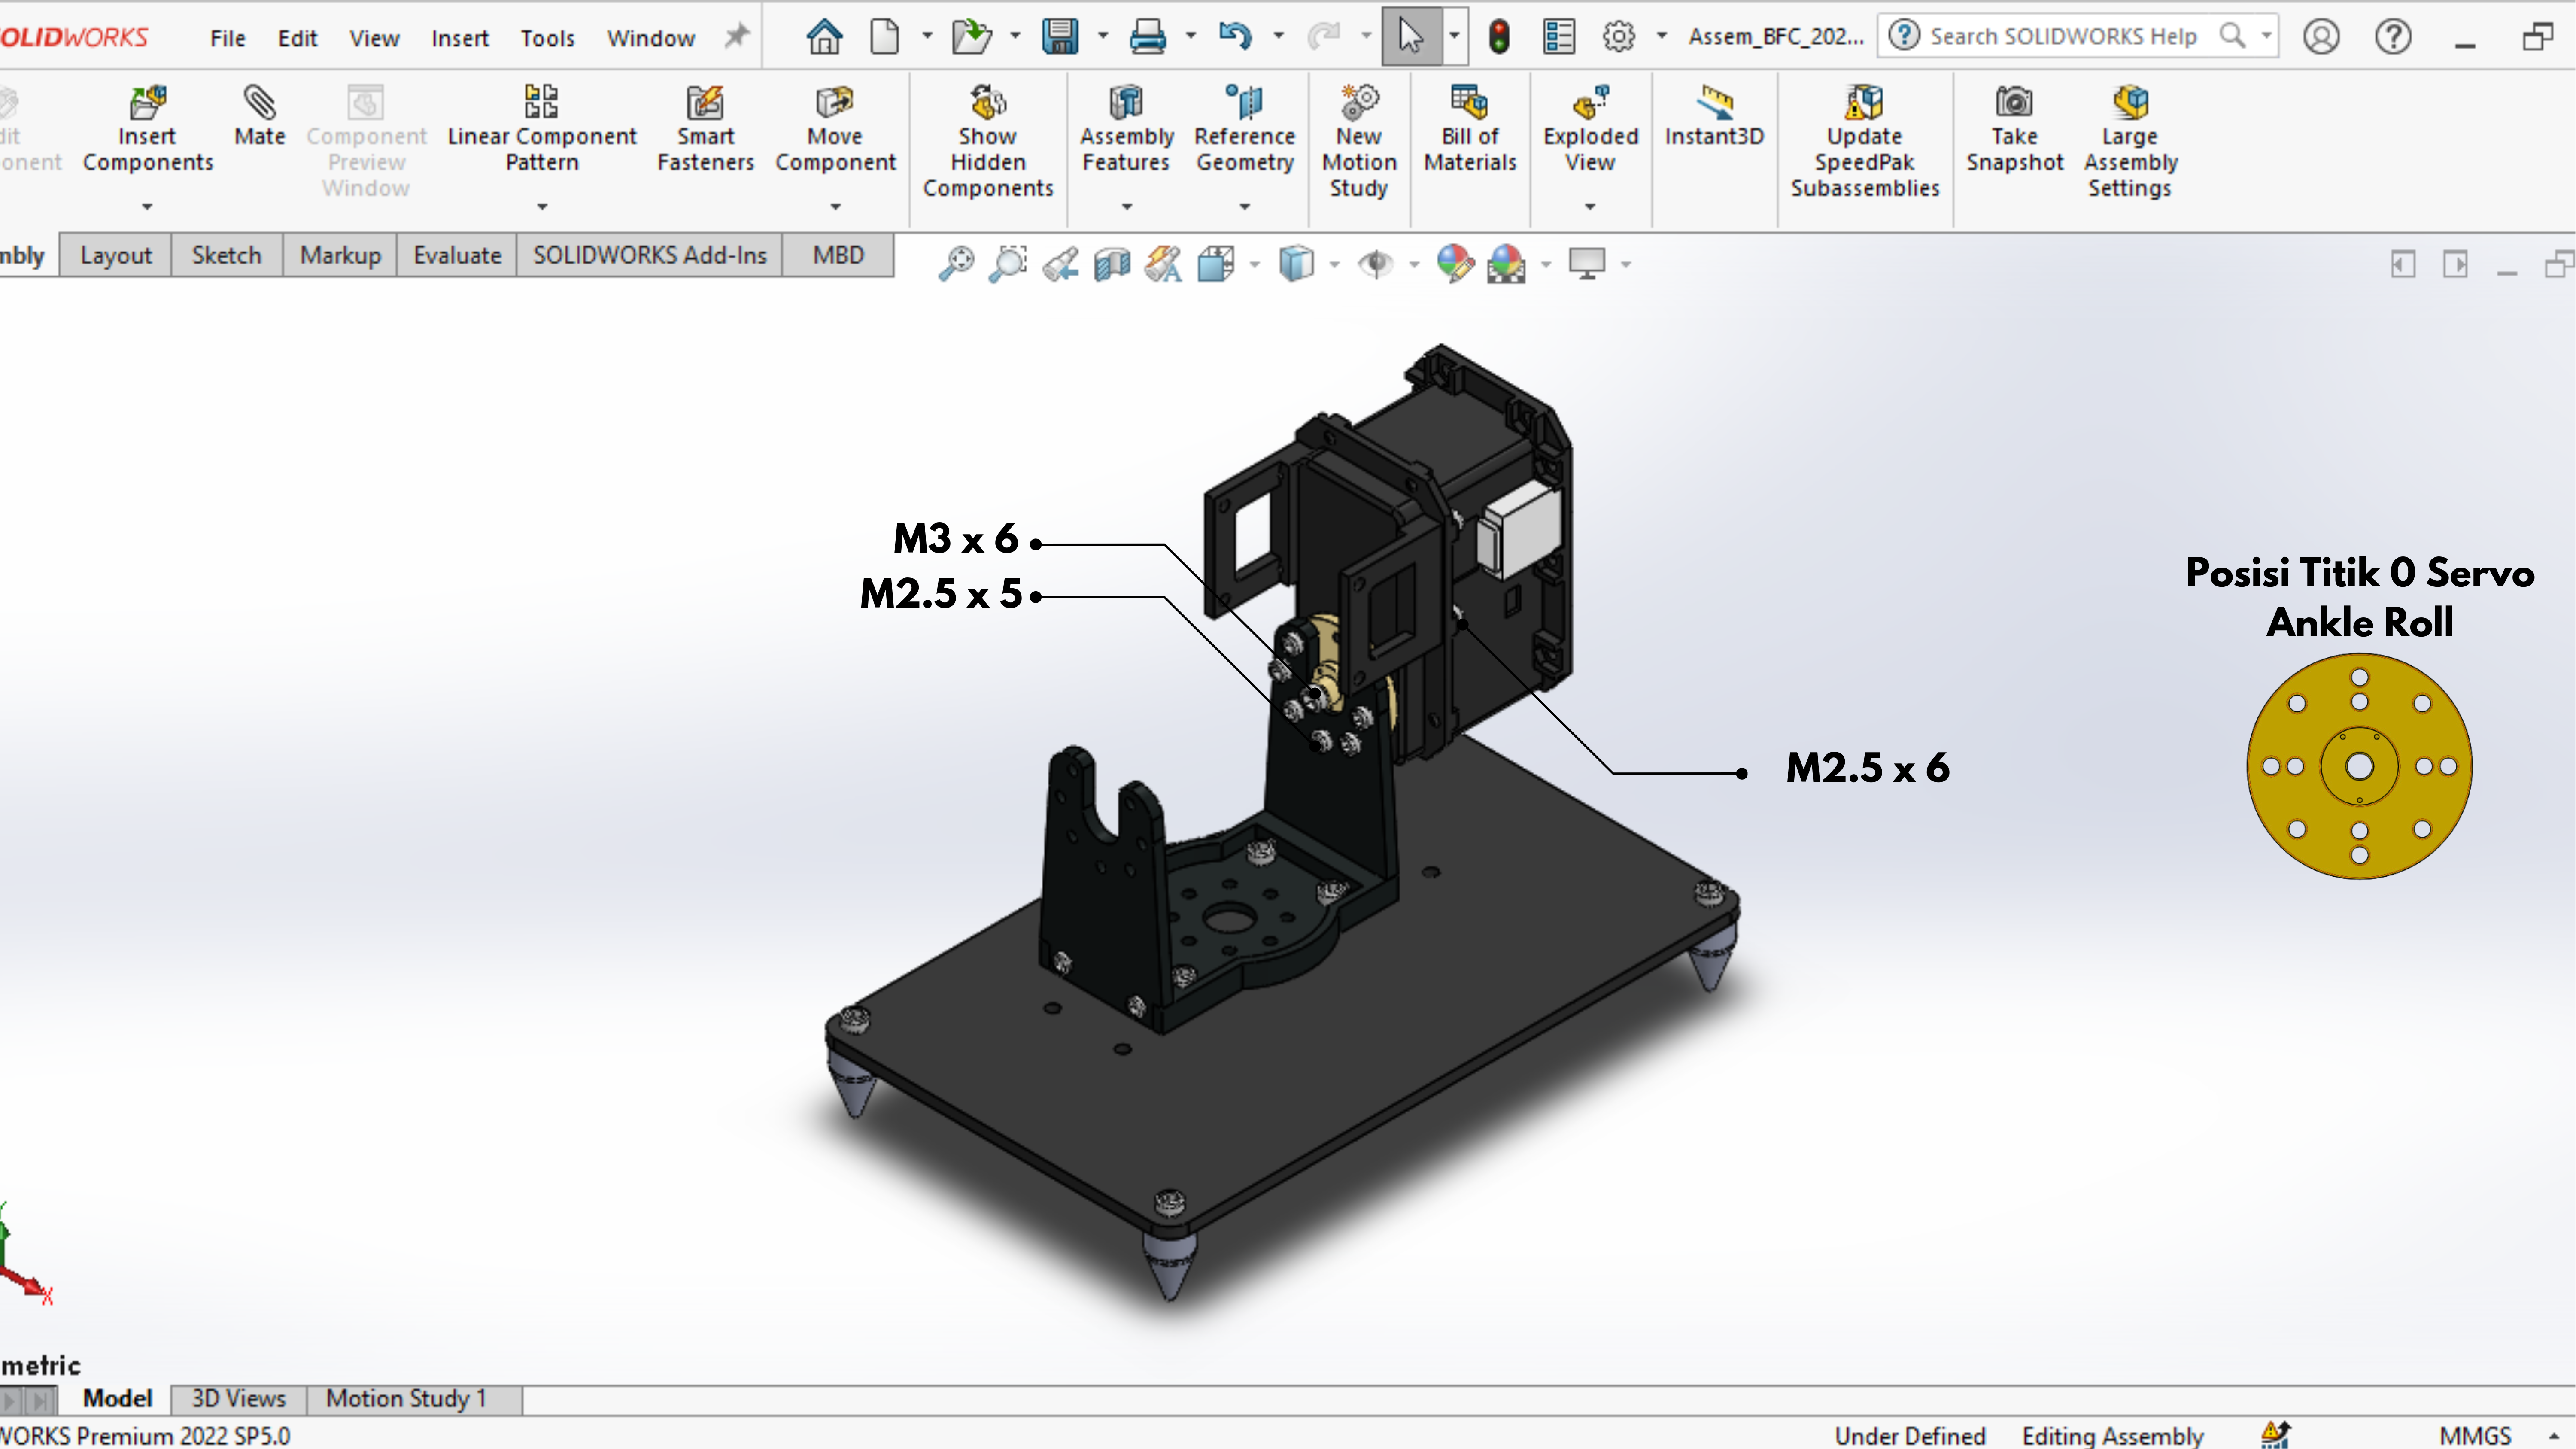 OLIDWORKS File Edit View Insert Tools Window Assem_BFC_202... Search SOLIDWORKS Help
dit
onent
Insert
Components
Mate
Component
Preview
Window
Linear Component
Pattern
Smart
Fasteners
Move
Component
Show
Hidden
Components
Assembly
Features
Reference
Geometry
New
Motion
Study
Bill of
Materials
Exploded
View
Instant3D
Update
SpeedPak
Subassemblies
Take
Snapshot
Large
Assembly
Settings
mbly Layout Sketch Markup Evaluate SOLIDWORKS Add-Ins MBD
M3 x 6
M2.5 x 5
M2.5 x 6
Posisi Titik 0 Servo
Ankle Roll
Y
X
metric
Model 3D Views Motion Study 1
WORKS Premium 2022 SP5.0 Under Defined Editing Assembly MMGS